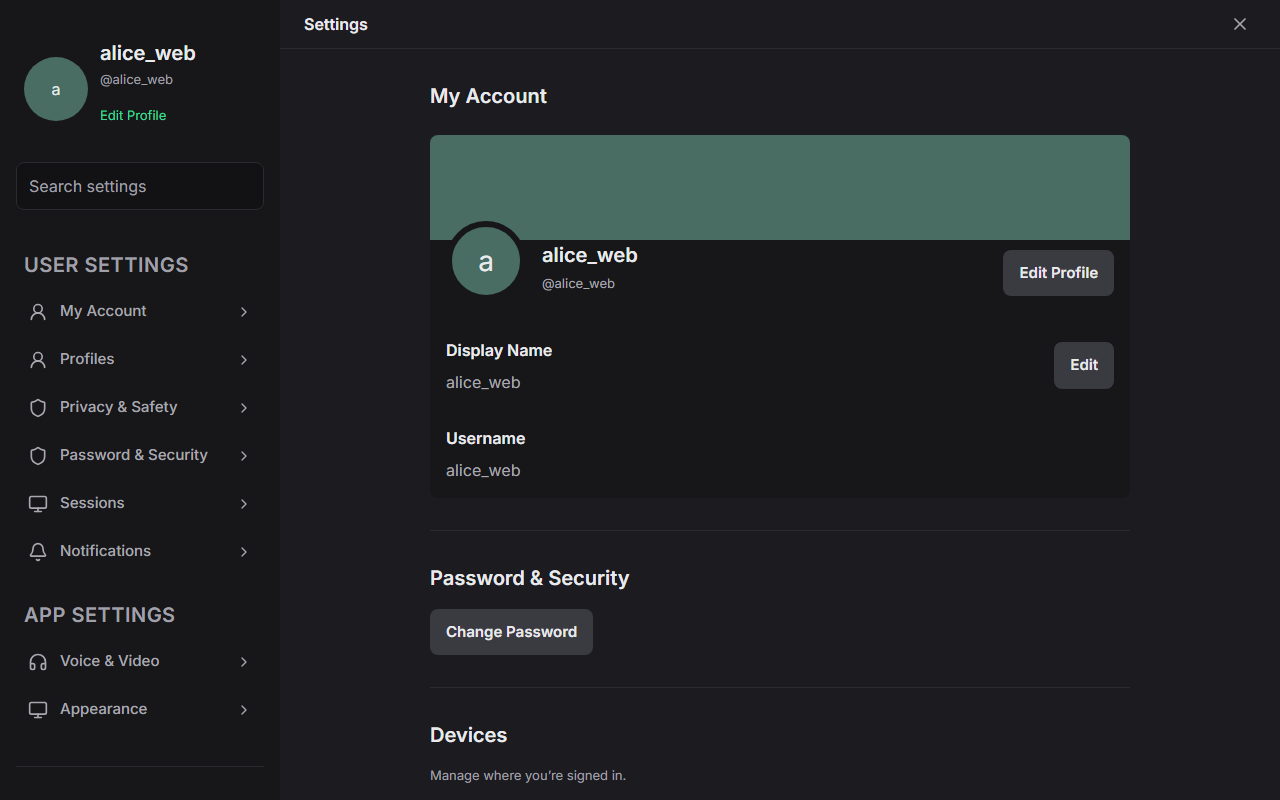 alice_web
@alice_web
a
Edit Profile
Search settings
USER SETTINGS
My Account
Profiles
Privacy & Safety
Password & Security
Sessions
Notifications
APP SETTINGS
Voice & Video
Appearance
Settings
My Account
a
alice_web
@alice_web
Edit Profile
Display Name
alice_web
Edit
Username
alice_web
Password & Security
Change Password
Devices
Manage where you’re signed in.